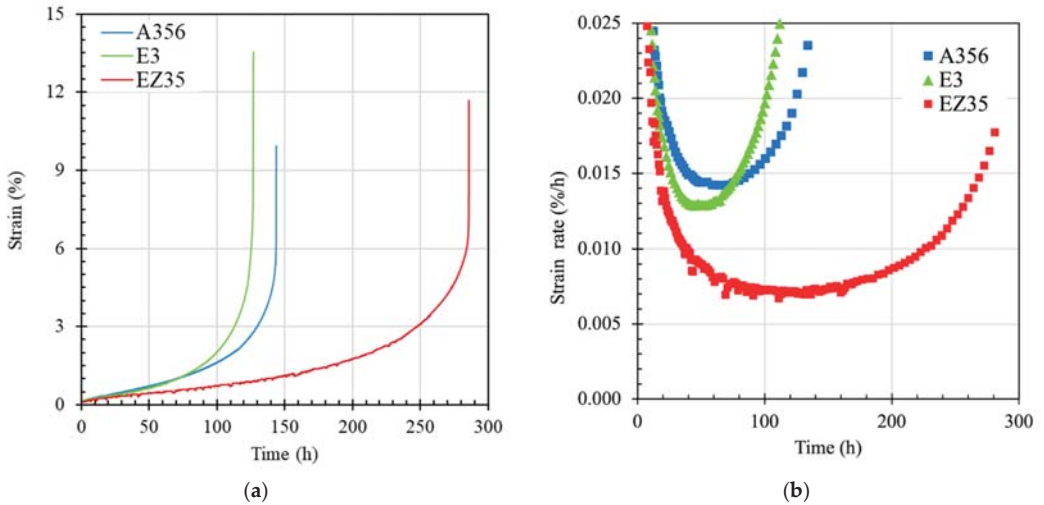 15
12
9
6
3
0
Strain (%)
A356
E3
EZ35
0 50 100 150 200 250 300
Time (h)
(a)
0.025
0.020
0.015
0.010
0.005
0.000
Strain rate (%/h)
A356
E3
EZ35
0 100 200 300
Time (h)
(b)